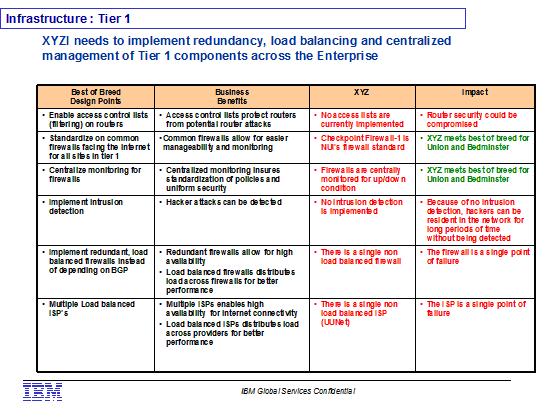 Infrastructure : Tier 1
XYZI needs to implement redundancy, load balancing and centralized
management of Tier 1 components across the Enterprise
Best of Breed
Design Points
Business
Benefits
XYZ
Impact
• Enable access control lists
(filtering) on routers
• Access control lists protect routers
from potential router attacks
• No access lists are
currently implemented
• Router security could be
compromised
• Standardize on common
firewalls facing the Internet
for all sites in tier 1
• Common firewalls allow for easier
manageability and monitoring
• Checkpoint Firewall-1 is
NUI's firewall standard
• XYZ meets best of breed for
Union and Bedminster
• Centralize monitoring for
firewalls
• Centralized monitoring insures
standardization of policies and
uniform security
• Firewalls are centrally
monitored for up/down
condition
• XYZ meets best of breed for
Union and Bedminster
• Implement intrusion
detection
• Hacker attacks can be detected
• No intrusion detection
is implemented
• Because of no intrusion
detection, hackers can be
resident in the network for
long periods of time
without being detected
• Implement redundant, load
balanced firewalls instead
of depending on BGP
• Redundant firewalls allow for high
availability
• Load balanced firewalls distributes
load across firewalls for better
performance
• There is a single non
load balanced firewall
• The firewall is a single point
of failure
• Multiple Load balanced
ISP's
• Multiple ISPs enables high
availability for Internet connectivity
• Load balanced ISPs distributes load
across providers for better
performance
• There is a single non
load balanced ISP
(UUNet)
• The ISP is a single point of
failure
IBM
IBM Global Services Confidential